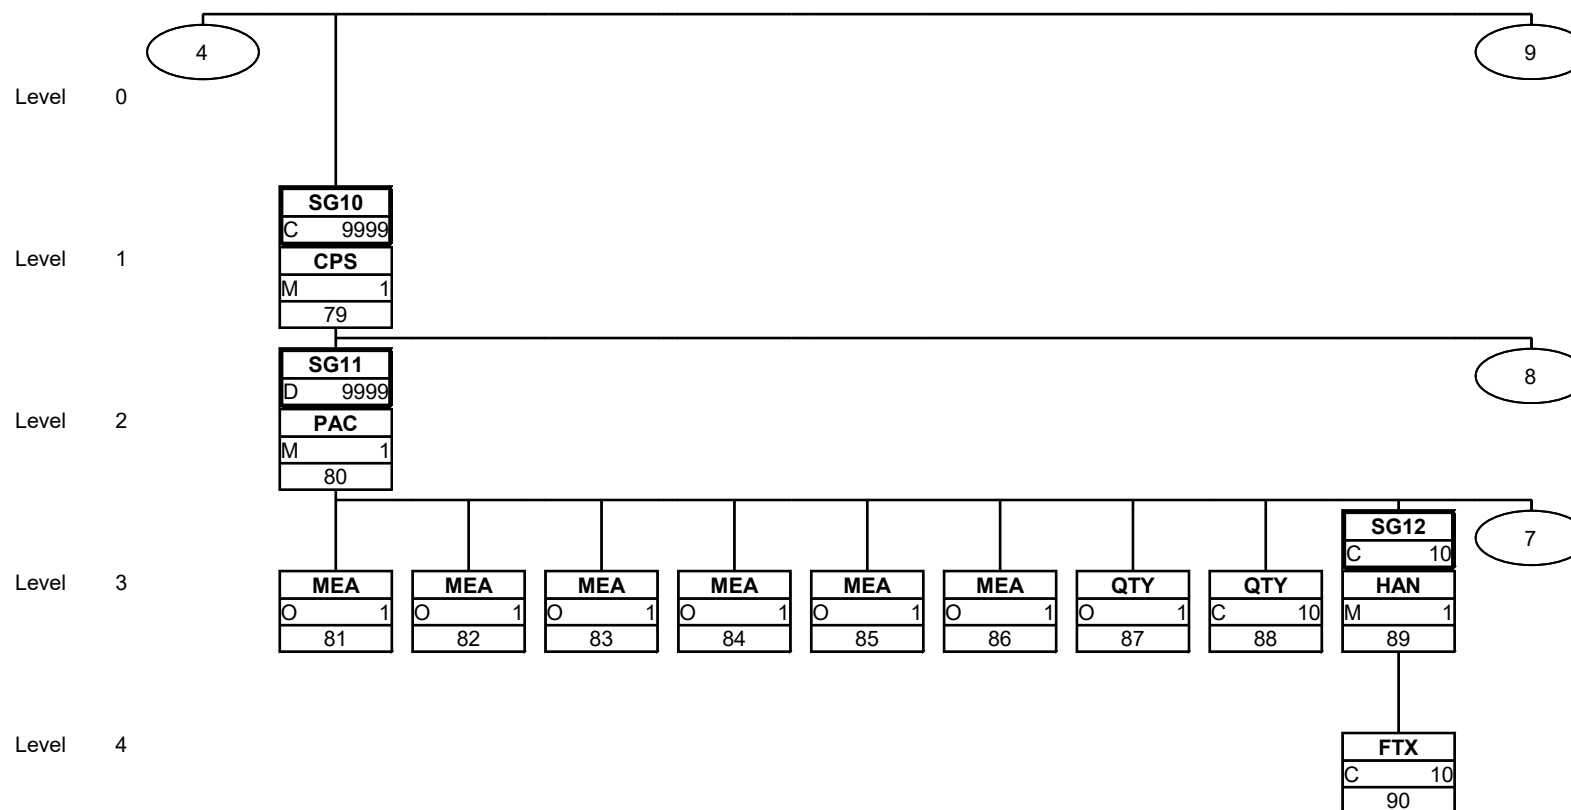 4 9
Level 0
SG10
C 9999
Level 1 CPS
M 1
79
SG11
D 9999
8
Level 2 PAC
M 1
80
SG12
C 10
7
Level 3 MEA MEA MEA MEA MEA MEA QTY QTY HAN
O 1 O 1 O 1 O 1 O 1 O 1 O 1 C 10 M 1
81 82 83 84 85 86 87 88 89
Level 4 FTX
C 10
90